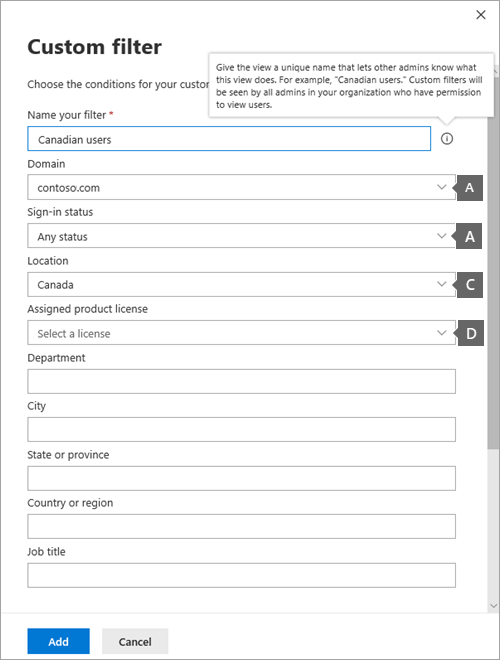 Custom filter
Give the view a unique name that lets other admins know what
this view does. For example, "Canadian users." Custom filters will
be seen by all admins in your organization who have permission
to view users.
Choose the conditions for your custom
Name your filter *
Canadian users
Domain
contoso.com
A
Sign-in status
Any status
A
Location
Canada
C
Assigned product license
Select a license
D
Department
City
State or province
Country or region
Job title
Add
Cancel